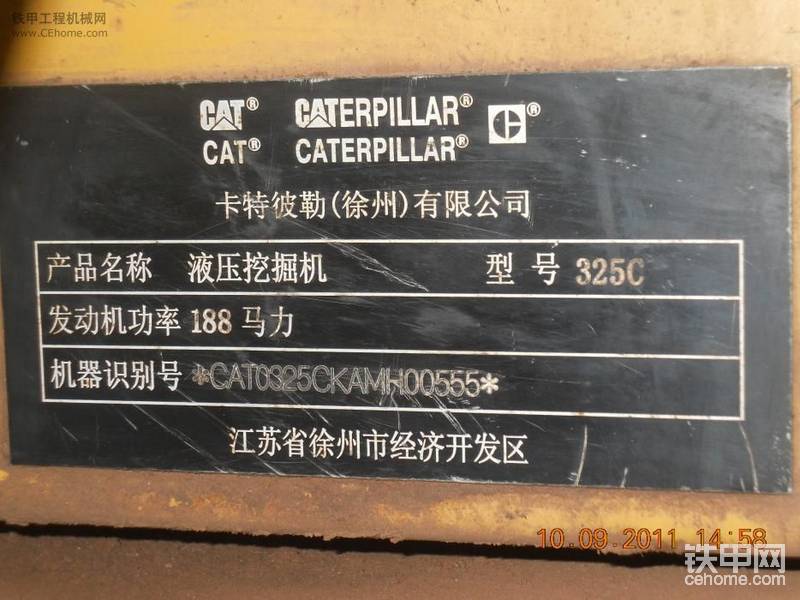 铁甲工程机械网
www.CEhome.com
CAT® CATERPILLAR® ®
CAT® CATERPILLAR®
卡特彼勒(徐州)有限公司
产品名称 液压挖掘机 型号 325C
发动机功率 188 马力
机器识别号 *CAT0325CKAMH00555*
江苏省徐州市经济开发区
10.09.2011 14:58
铁甲网
cehome.com